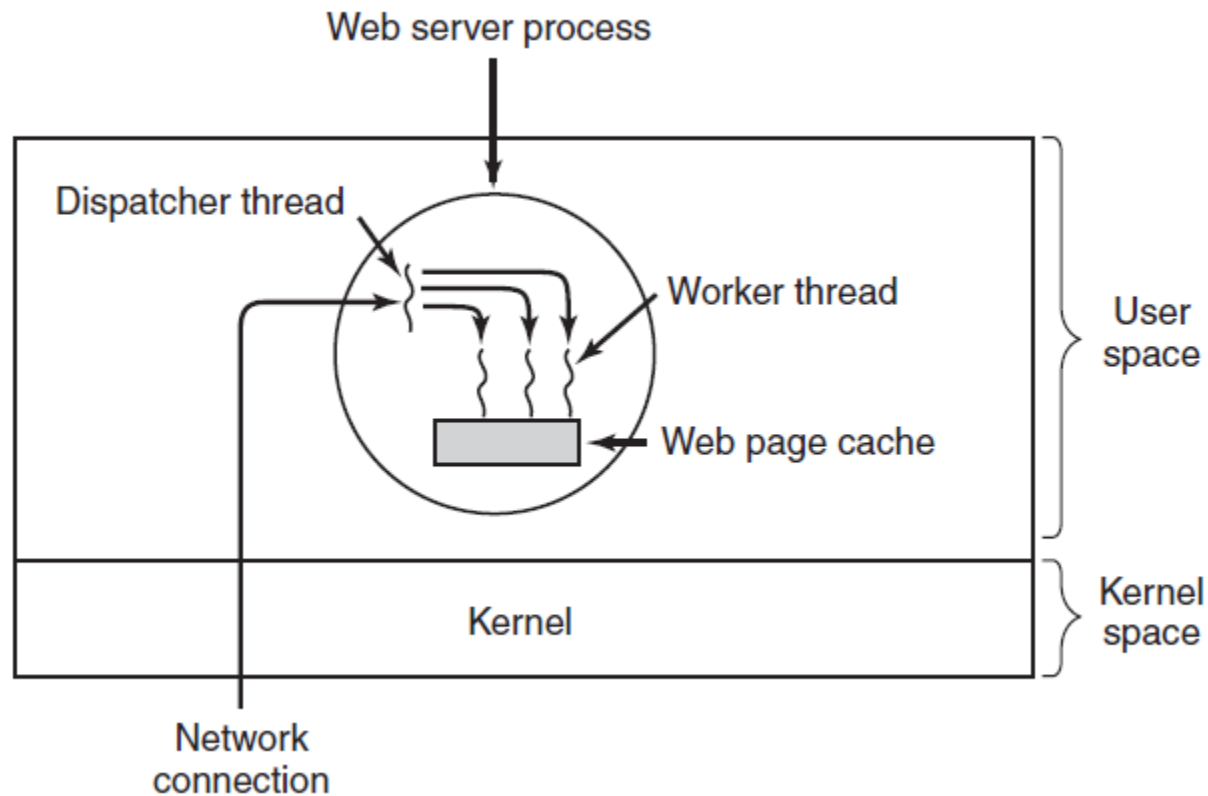 Web server process
Dispatcher thread
Worker thread
User
space
Web page cache
Kernel
Kernel
space
Network
connection